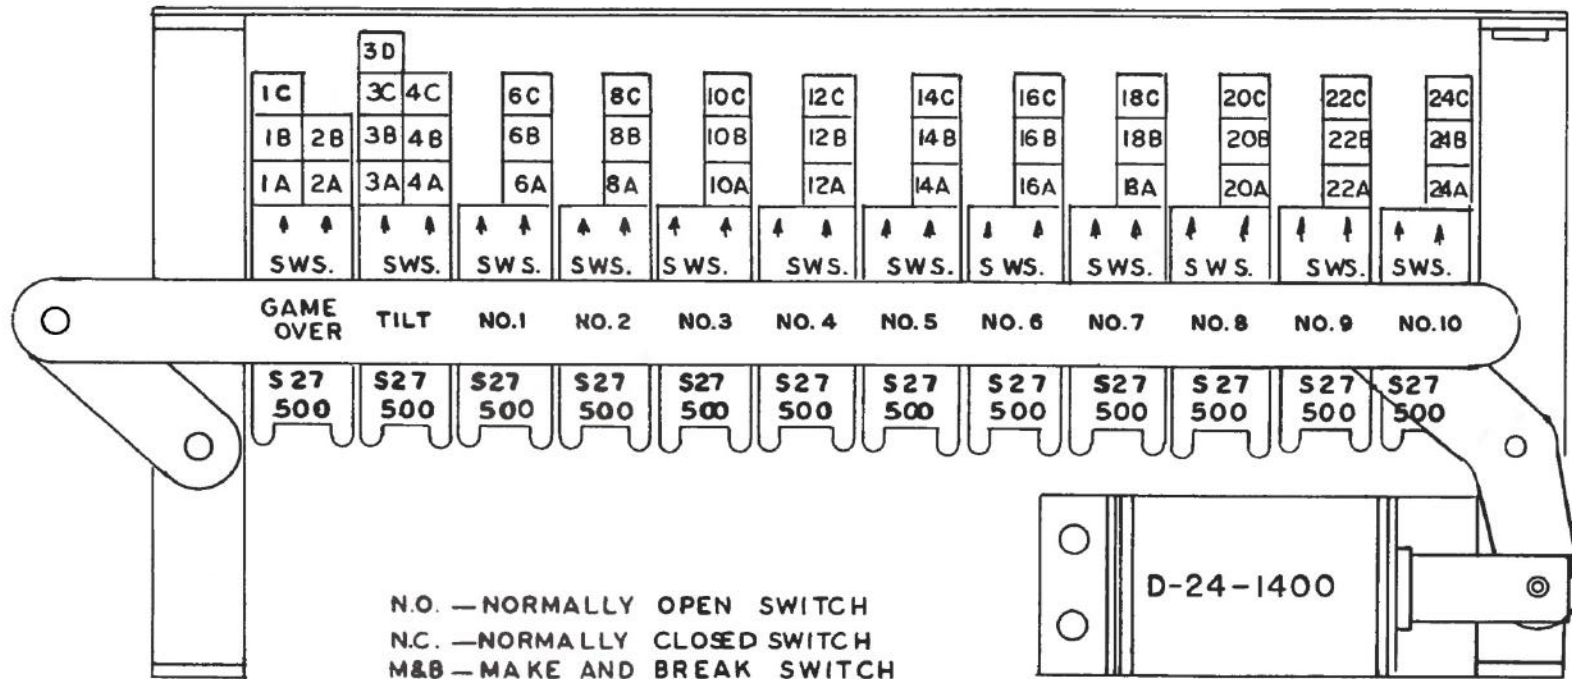 3D
1C 3C 4C 6C 8C 10C 12C 14C 16C 18C 20C 22C 24C
1B 2B 3B 4B 6B 8B 10B 12B 14B 16B 18B 20B 22B 24B
1A 2A 3A 4A 6A 8A 10A 12A 14A 16A 18A 20A 22A 24A
SWS. SWS. SWS. SWS. SWS. SWS. SWS. SWS. SWS. SWS. SWS. SWS.
GAME
OVER TILT NO.1 NO.2 NO.3 NO.4 NO.5 NO.6 NO.7 NO.8 NO.9 NO.10
S27 S27 S27 S27 S27 S27 S27 S27 S27 S27 S27 S27
500 500 500 500 500 500 500 500 500 500 500 500
D-24-1400
N.O. — NORMALLY OPEN SWITCH
N.C. — NORMALLY CLOSED SWITCH
M&B — MAKE AND BREAK SWITCH